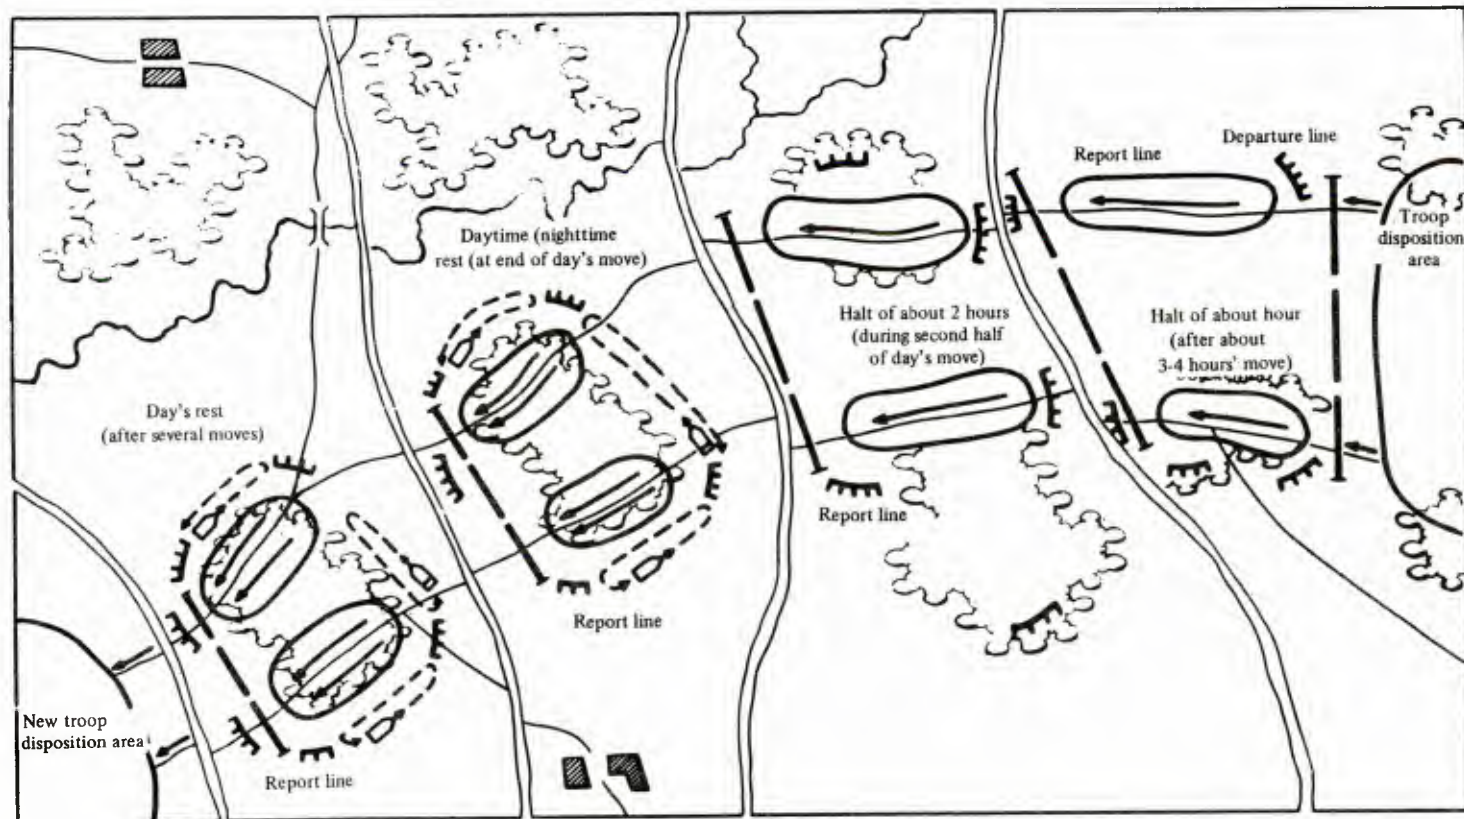 Departure line
Report line
Troop
disposition
area
Daytime (nighttime
rest (at end of day's move)
Halt of about 2 hours
(during second half
of day's move)
Halt of about hour
(after about
3-4 hours' move)
Day's rest
(after several moves)
Report line
Report line
New troop
disposition area
Report line